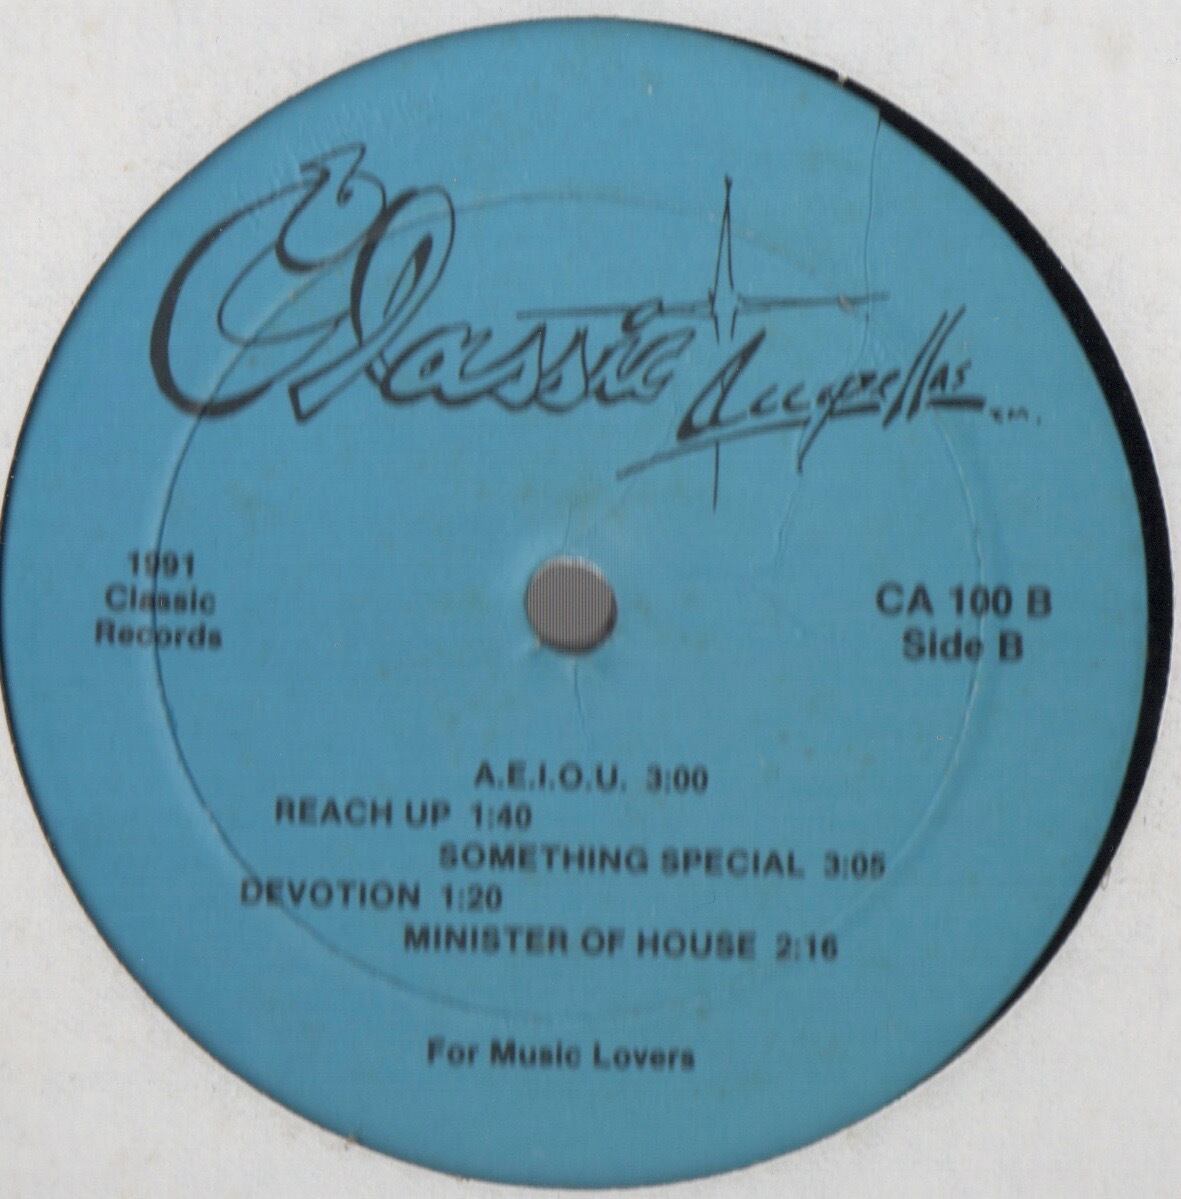 Classic Accapellas TM.
1991
Classic
Records
CA 100 B
Side B
A.E.I.O.U. 3:00
REACH UP 1:40
SOMETHING SPECIAL 3:05
DEVOTION 1:20
MINISTER OF HOUSE 2:16
For Music Lovers